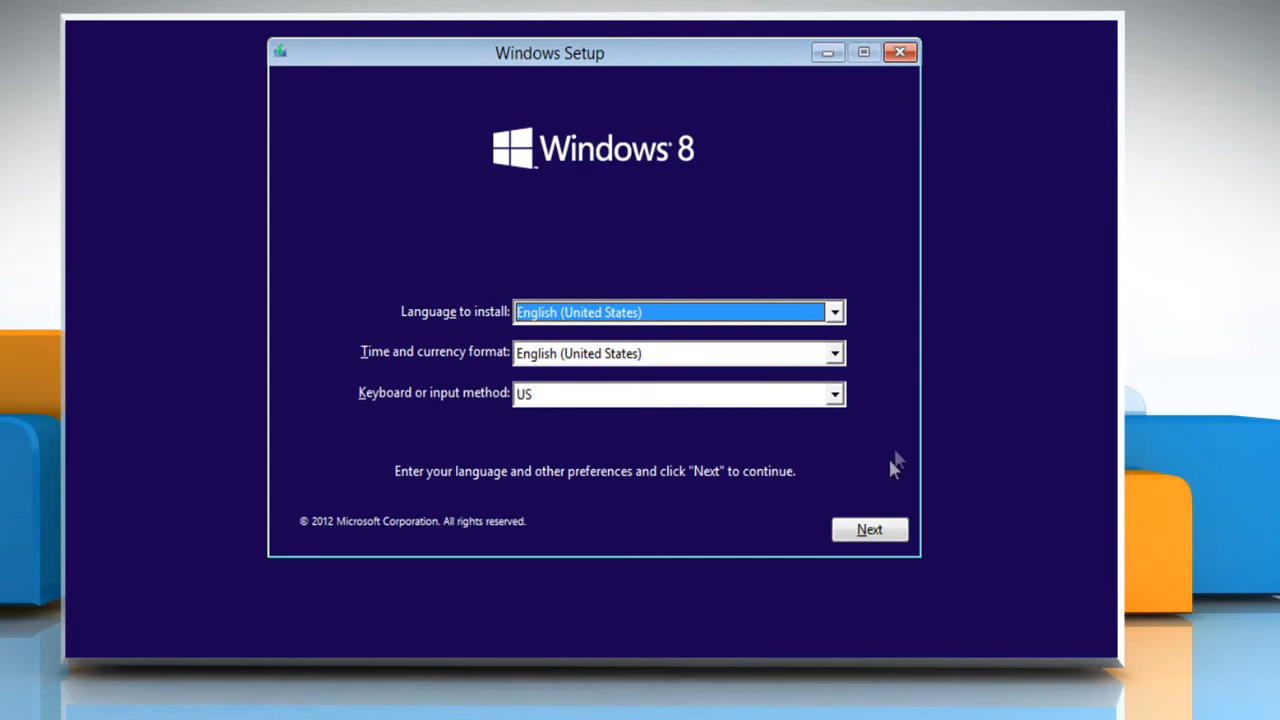 Windows Setup
Windows 8
Language to install: English (United States)
Time and currency format: English (United States)
Keyboard or input method: US
Enter your language and other preferences and click "Next" to continue.
© 2012 Microsoft Corporation. All rights reserved.
Next